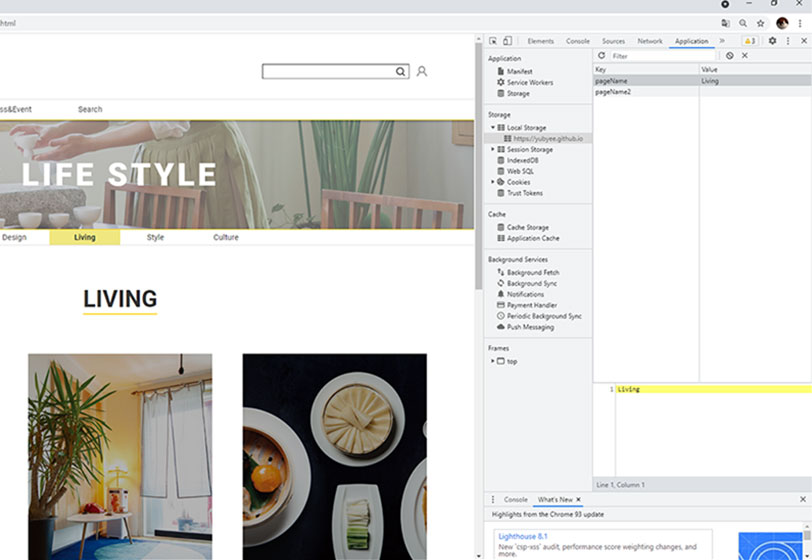 html
Elements Console Sources Network Application » 3
ss&Event Search
LIFE STYLE
Design Living Style Culture
LIVING
Application
Manifest
Service Workers
Storage
Storage
Local Storage
https://yubyee.github.io
Session Storage
IndexedDB
Web SQL
Cookies
Trust Tokens
Cache
Cache Storage
Application Cache
Background Services
Background Fetch
Background Sync
Notifications
Payment Handler
Periodic Background Sync
Push Messaging
Frames
top
Filter
Key Value
pageName Living
pageName2
1 Living
Line 1, Column 1
Console What's New ×
Highlights from the Chrome 93 update
Lighthouse 8.1
New 'csp-xss' audit, performance score weighting changes, and
more.